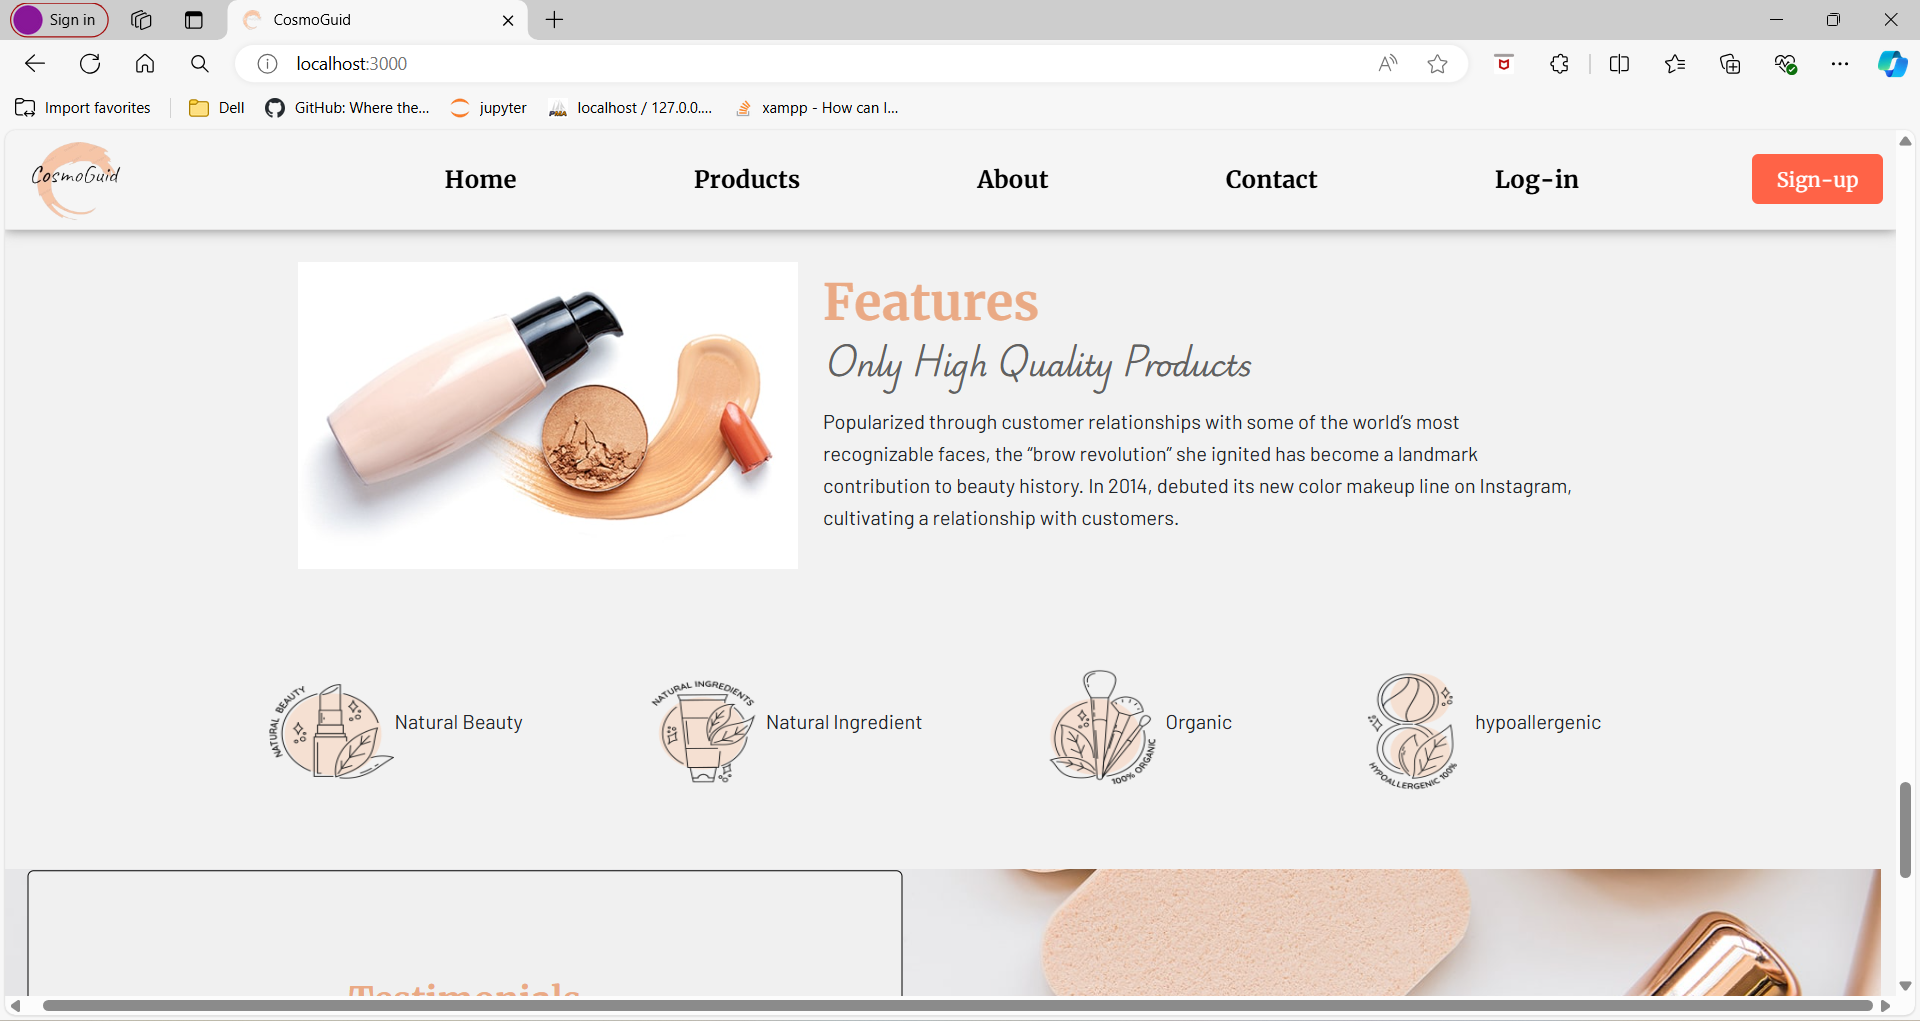 Sign in
CosmoGuid
localhost:3000
Import favorites
Dell
GitHub: Where the...
jupyter
localhost / 127.0.0....
xampp - How can I...
CosmoGuid
Home
Products
About
Contact
Log-in
Sign-up
Features
Only High Quality Products
Popularized through customer relationships with some of the world’s most
recognizable faces, the “brow revolution” she ignited has become a landmark
contribution to beauty history. In 2014, debuted its new color makeup line on Instagram,
cultivating a relationship with customers.
NATURAL BEAUTY
Natural Beauty
NATURAL INGREDIENTS
Natural Ingredient
100% ORGANIC
Organic
HYPOALLERGENIC 100%
hypoallergenic
Testimonials